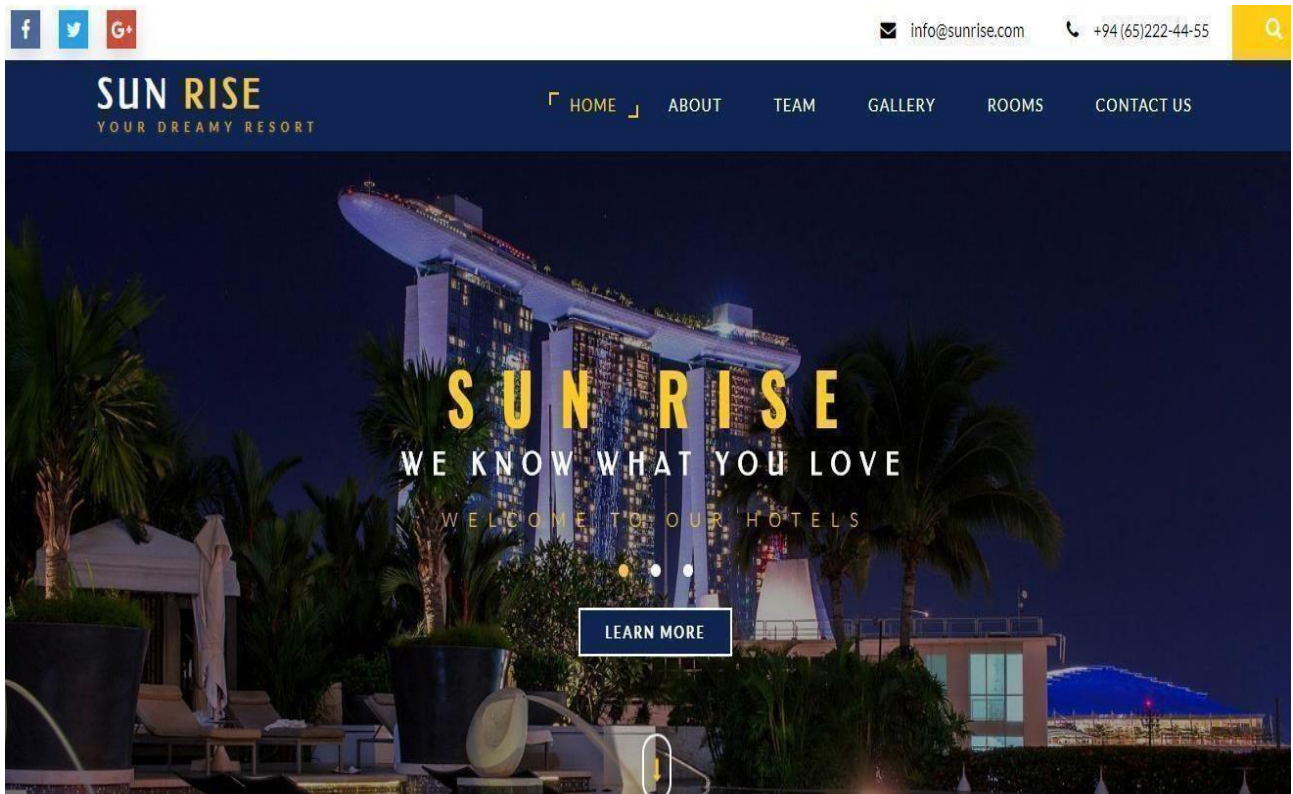 f G+ info@sunrise.com +94 (65)222-44-55
SUN RISE
YOUR DREAMY RESORT
HOME ABOUT TEAM GALLERY ROOMS CONTACT US
SUN RISE
WE KNOW WHAT YOU LOVE
WELCOME TO OUR HOTELS
LEARN MORE